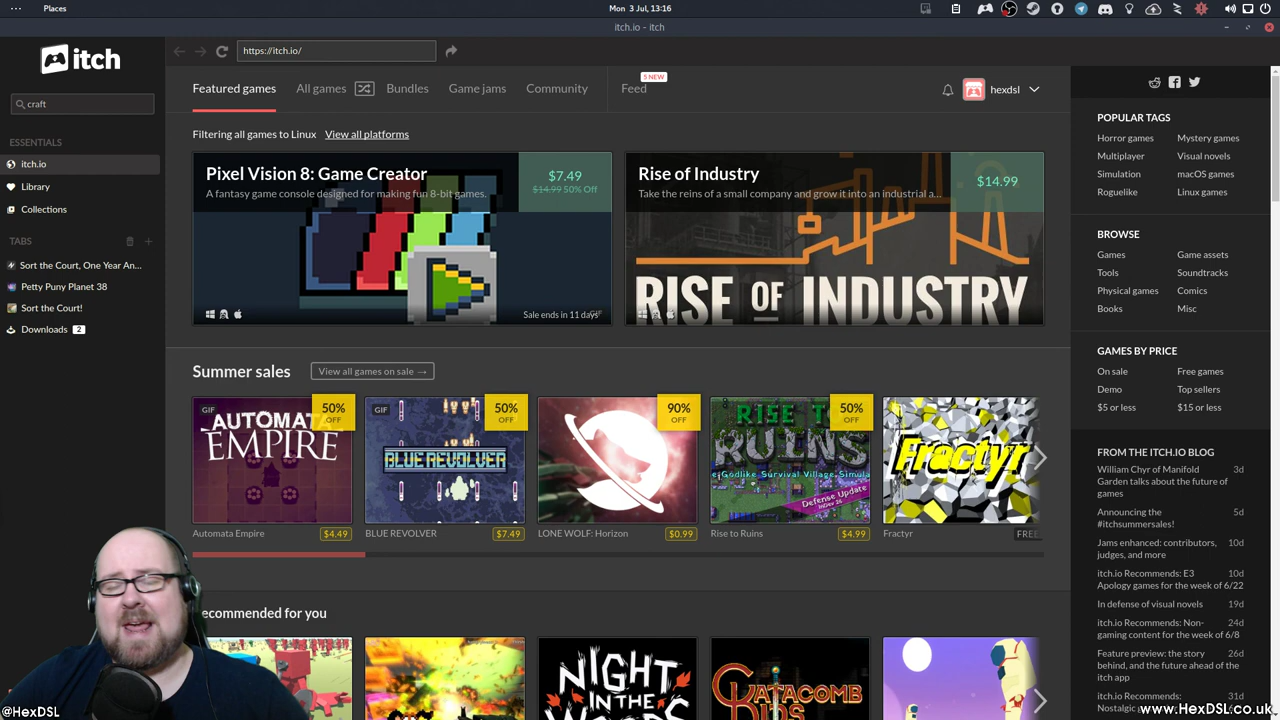 Places
Mon 3 Jul, 13:16
itch.io - itch
itch
https://itch.io/
craft
ESSENTIALS
itch.io
Library
Collections
TABS
Sort the Court, One Year An...
Petty Puny Planet 38
Sort the Court!
Downloads 2
Featured games
All games
Bundles
Game jams
Community
Feed
5 NEW
hexdsl
Filtering all games to Linux View all platforms
Pixel Vision 8: Game Creator
A fantasy game console designed for making fun 8-bit games.
$7.49
$14.99 50% Off
Sale ends in 11 days
GIF
Rise of Industry
Take the reins of a small company and grow it into an industrial a...
$14.99
RISE OF INDUSTRY
Summer sales
View all games on sale →
GIF
AUTOMATA
EMPIRE
50%
OFF
Automata Empire
$4.49
GIF
BLUE REVOLVER
50%
OFF
BLUE REVOLVER
$7.49
90%
OFF
LONE WOLF: Horizon
$0.99
RISE TO
RUINS
e Godlike Survival Village Simula
Defense Update
InDev 26
50%
OFF
Rise to Ruins
$4.99
Fractyr
Fractyr
FREE
Recommended for you
NIGHT
IN THE
WOODS
CATACOMB
KIDS
POPULAR TAGS
Horror games
Mystery games
Multiplayer
Visual novels
Simulation
macOS games
Roguelike
Linux games
BROWSE
Games
Game assets
Tools
Soundtracks
Physical games
Comics
Books
Misc
GAMES BY PRICE
On sale
Free games
Demo
Top sellers
$5 or less
$15 or less
FROM THE ITCH.IO BLOG
William Chyr of Manifold 3d
Garden talks about the future of
games
Announcing the 5d
#itchsummersales!
Jams enhanced: contributors, 10d
judges, and more
itch.io Recommends: E3 10d
Apology games for the week of 6/22
In defense of visual novels 19d
itch.io Recommends: Non- 24d
gaming content for the week of 6/8
Feature preview: the story 26d
behind, and the future ahead of the
itch app
itch.io Recommends: 31d
Nostalgic
@HexDSL
www.HexDSL.co.uk